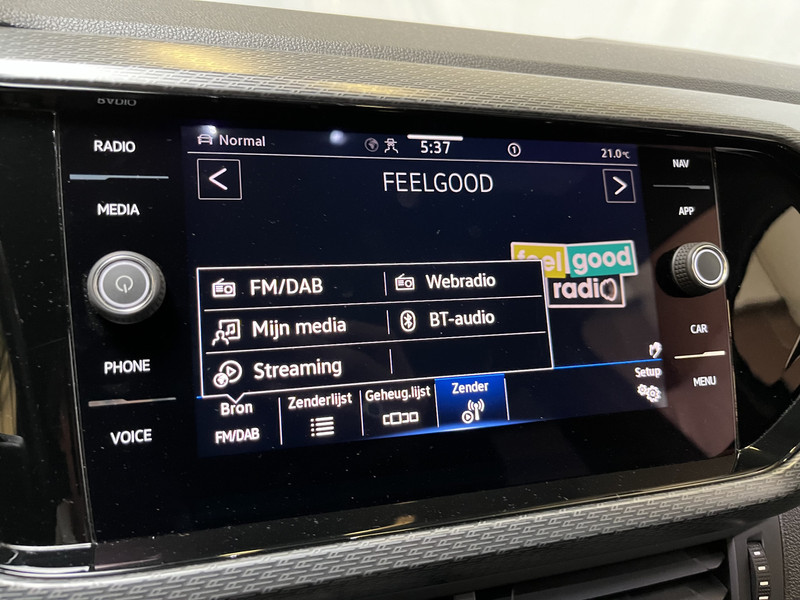 RADIO
MEDIA
PHONE
VOICE
Normal
5:37
1
21.0°C
FEELGOOD
feel good
radio
FM/DAB
Webradio
Mijn media
BT-audio
Streaming
Bron
FM/DAB
Zenderlijst
Geheug.lijst
Zender
Setup
NAV
APP
CAR
MENU